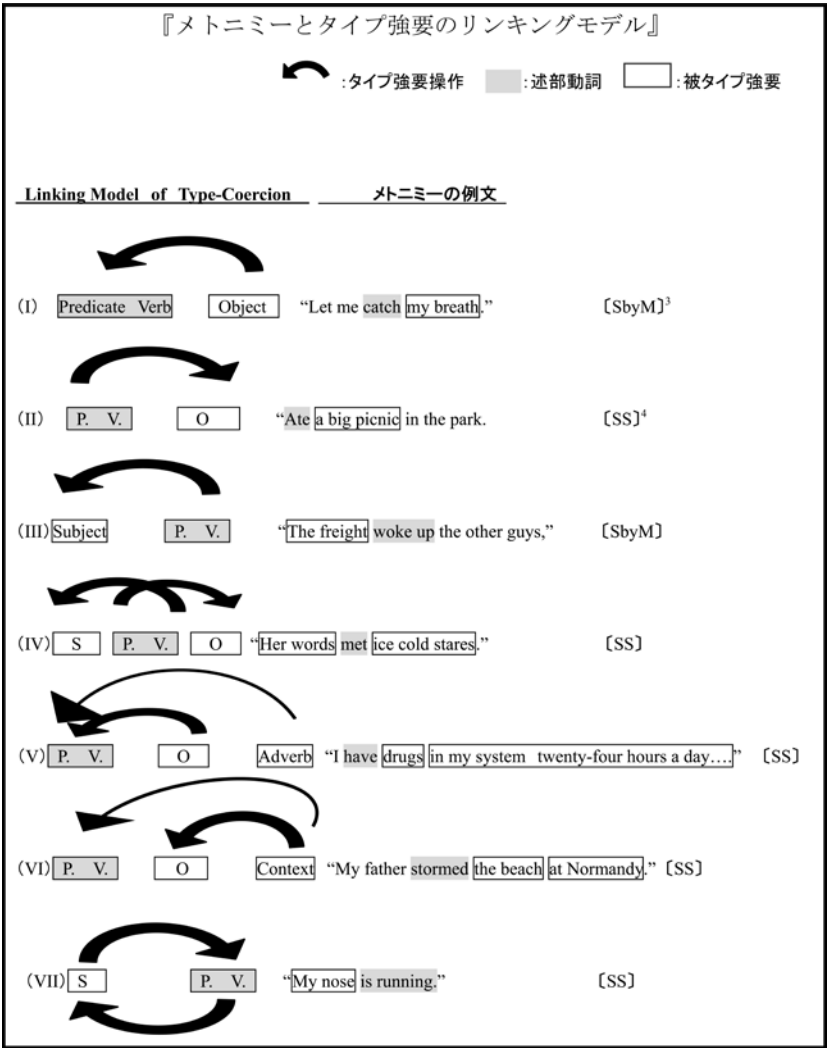 『メトニミーとタイプ強要のリンキングモデル』
:タイプ強要操作 :述部動詞 :被タイプ強要
Linking Model of Type-Coercion メトニミーの例文
(I) Predicate Verb Object “Let me catch my breath.” 〔SbyM〕3
(II) P. V. O “Ate a big picnic in the park. 〔SS〕4
(III) Subject P. V. “The freight woke up the other guys,” 〔SbyM〕
(IV) S P. V. O “Her words met ice cold stares.” 〔SS〕
(V) P. V. O Adverb “I have drugs in my system twenty-four hours a day….” 〔SS〕
(VI) P. V. O Context “My father stormed the beach at Normandy.” 〔SS〕
(VII) S P. V. “My nose is running.” 〔SS〕